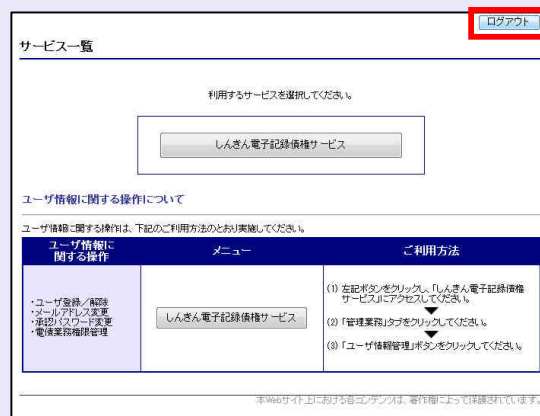 ログアウト
サービス一覧
利用するサービスを選択してください。
しんきん電子記録債権サービス
ユーザ情報に関する操作について
ユーザ情報に関する操作は、下記のご利用方法のとおり実施してください。
ユーザ情報に
関する操作
メニュー
ご利用方法
・ユーザ登録／解除
・メールアドレス変更
・承認パスワード変更
・電債業務権限管理
しんきん電子記録債権サービス
(1) 左記ボタンをクリックし、「しんきん電子記録債権
サービス」にアクセスしてください。
(2)「管理業務」タブをクリックしてください。
(3)「ユーザ情報管理」ボタンをクリックしてください。
本Webサイト上における各コンテンツは、著作権によって保護されています。